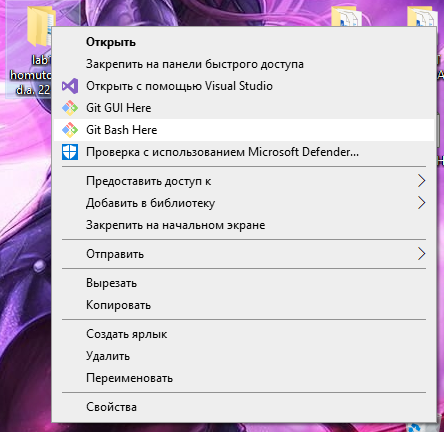 lab
homuto
d.a. 22
Открыть
Закрепить на панели быстрого доступа
Открыть с помощью Visual Studio
Git GUI Here
Git Bash Here
Проверка с использованием Microsoft Defender...
Предоставить доступ к
Добавить в библиотеку
Закрепить на начальном экране
Отправить
Вырезать
Копировать
Создать ярлык
Удалить
Переименовать
Свойства